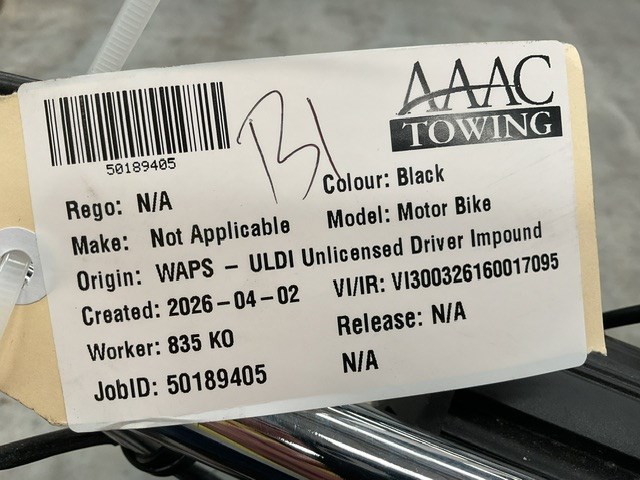 50189405
B1
AAAC
TOWING
Rego: N/A
Colour: Black
Make: Not Applicable
Model: Motor Bike
Origin: WAPS - ULDI Unlicensed Driver Impound
Created: 2026-04-02
VI/IR: VI300326160017095
Worker: 835 KO
Release: N/A
JobID: 50189405
N/A